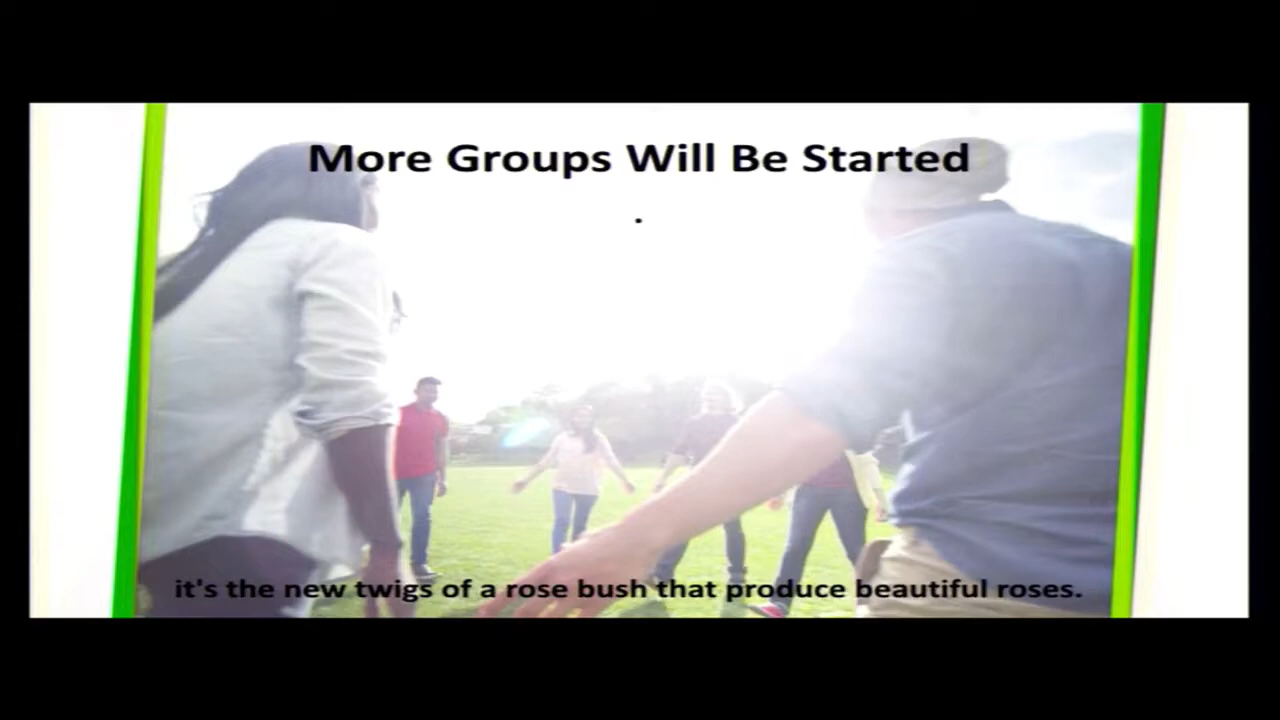 More Groups Will Be Started
.
it's the new twigs of a rose bush that produce beautiful roses.